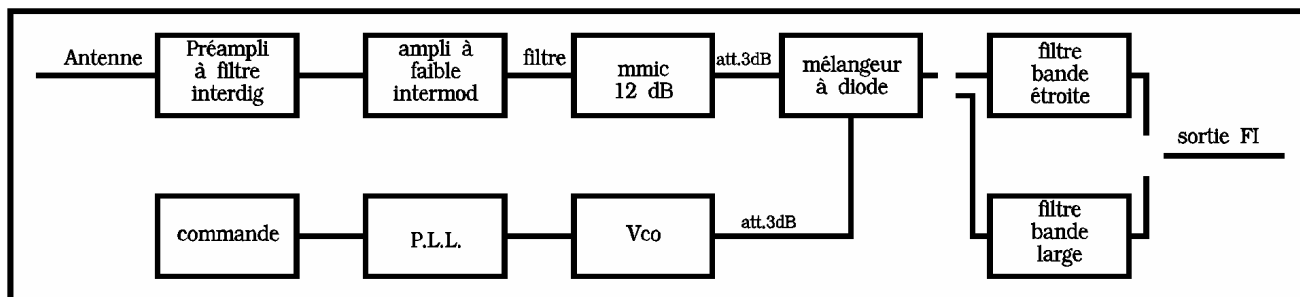 Antenne
Préampli
à filtre
interdig
ampli à
faible
intermod
filtre
mmic
12 dB
att.3dB
mélangeur
à diode
filtre
bande
étroite
sortie FI
commande
P.L.L.
Vco
att.3dB
filtre
bande
large